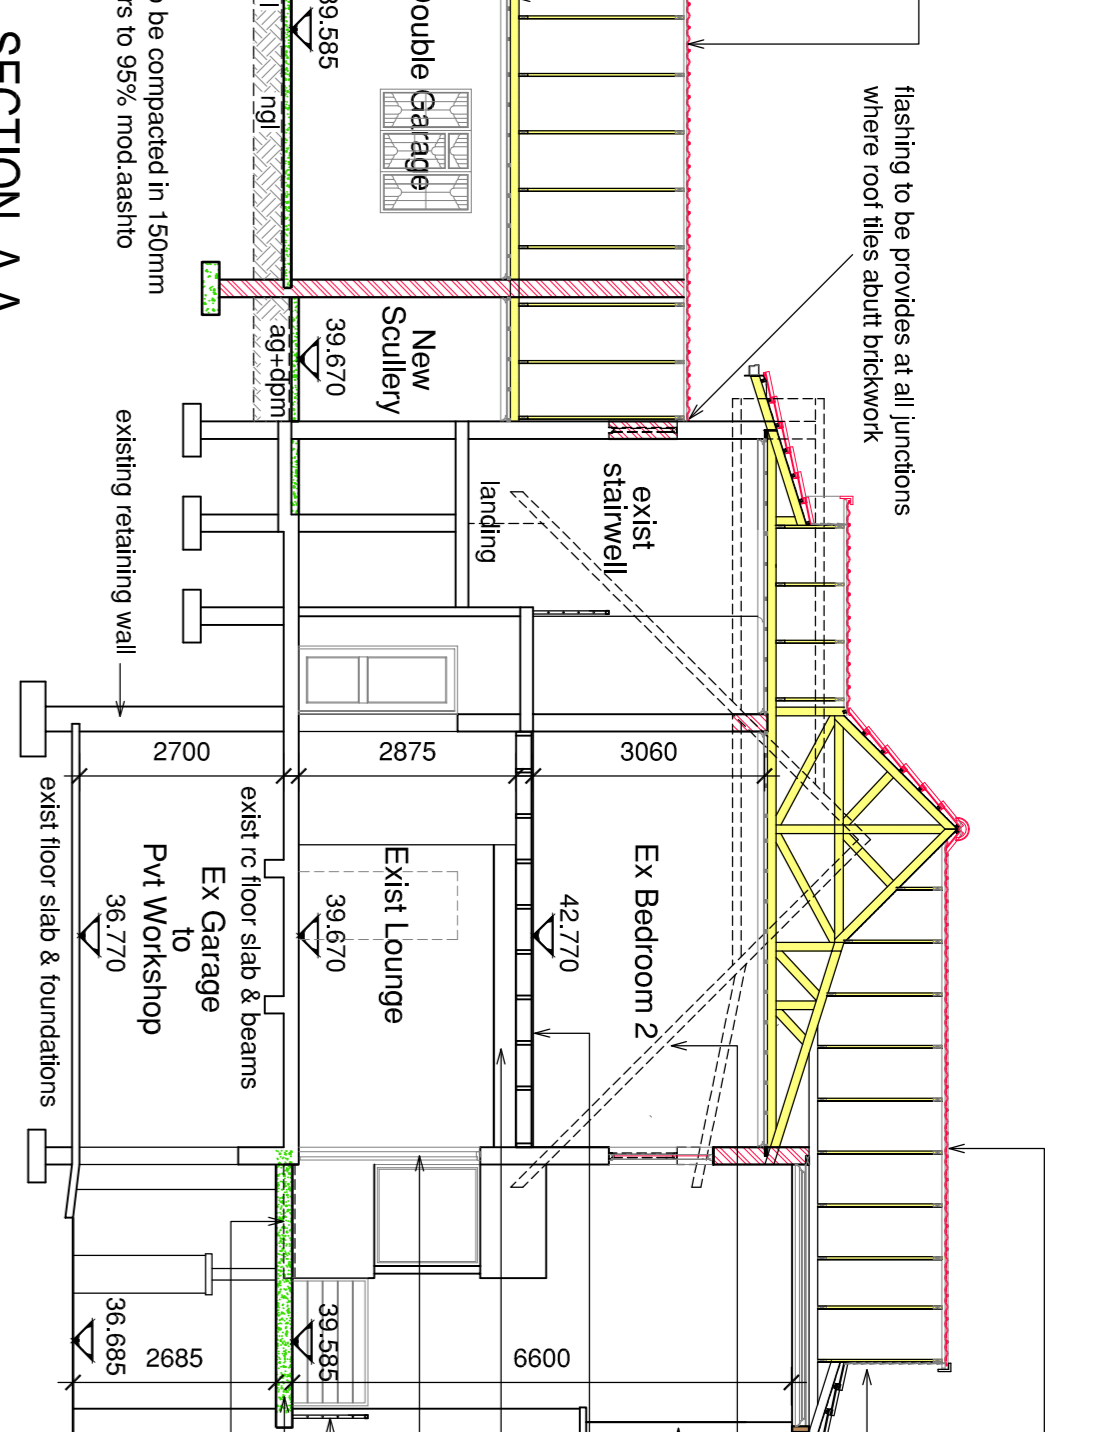 flashing to be provides at all junctions
where roof tiles abutt brickwork
Double Garage
39.585
ngl
be compacted in 150mm
to 95% mod.aashto
SECTION
New
Scullery
39.670
ag+dpm
existing retaining wall
exist
stairwell
landing
2700
2875
3060
Ex Bedroom 2
42.770
Exist Lounge
39.670
exist rc floor slab & beams
Ex Garage
to
Pvt Workshop
36.770
exist floor slab & foundations
39.585
36.685
2685
6600